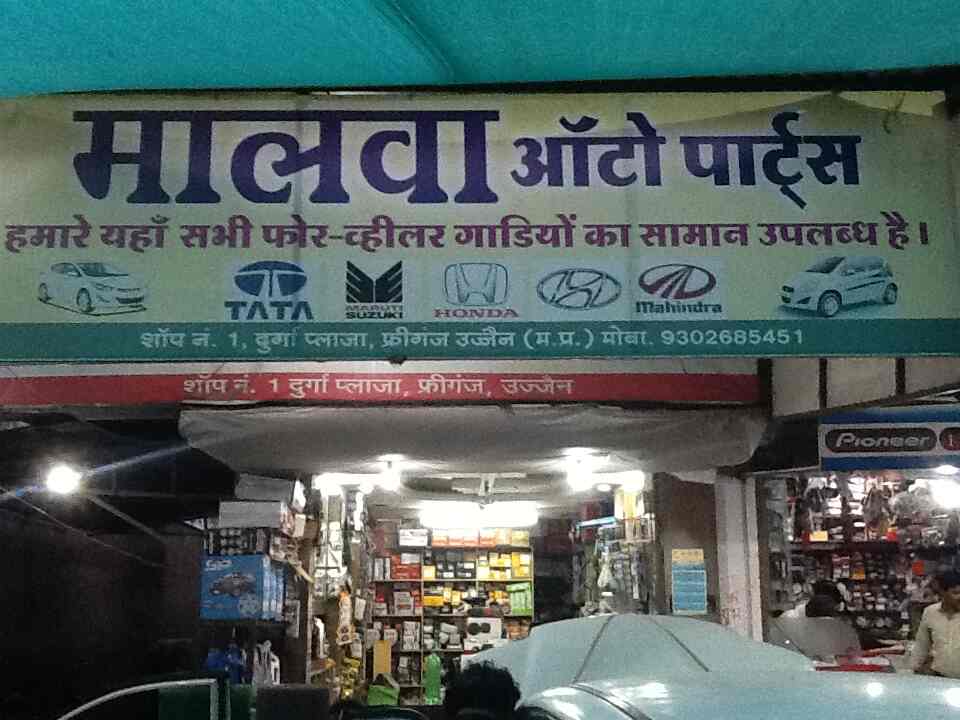 मालवा ऑटो पार्ट्स
हमारे यहाँ सभी फोर-व्हीलर गाडियों का सामान उपलब्ध है।
TATA MARUTI SUZUKI HONDA Mahindra
शॉप नं. 1, दुर्गा प्लाजा, फ्रीगंज उज्जैन (म.प्र.) मोबा. 9302685451
शॉप नं. 1 दुर्गा प्लाजा, फ्रीगंज, उज्जैन
Pioneer